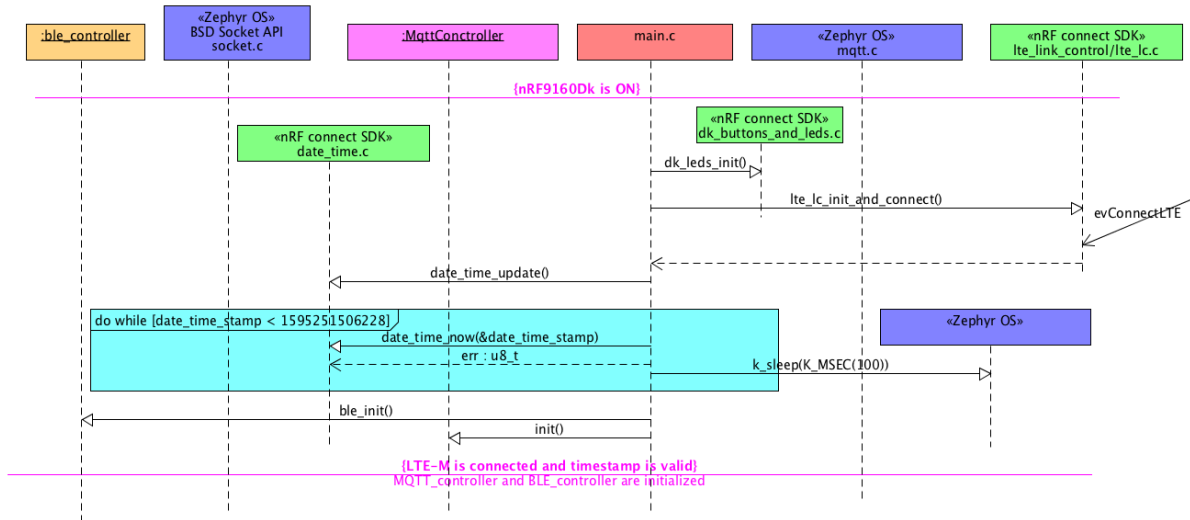 :ble_controller
«Zephyr OS»
BSD Socket API
socket.c
:MqttConctroller
main.c
«Zephyr OS»
mqtt.c
«nRF connect SDK»
lte_link_control/lte_lc.c
{nRF9160Dk is ON}
«nRF connect SDK»
dk_buttons_and_leds.c
«nRF connect SDK»
date_time.c
dk_leds_init()
lte_lc_init_and_connect()
evConnectLTE
date_time_update()
do while [date_time_stamp < 1595251506228]
«Zephyr OS»
date_time_now(&date_time_stamp)
err : u8_t
k_sleep(K_MSEC(100))
ble_init()
init()
{LTE-M is connected and timestamp is valid}
MQTT_controller and BLE_controller are initialized